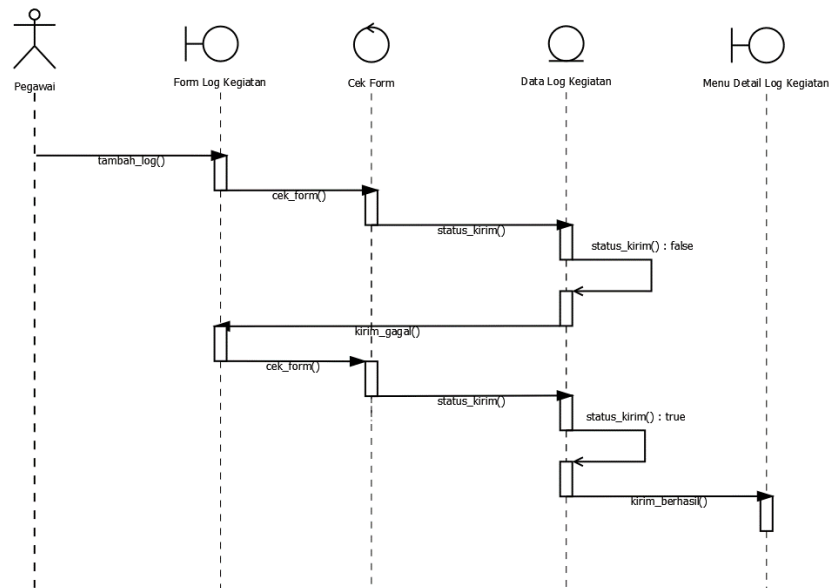 Pegawai
Form Log Kegiatan
Cek Form
Data Log Kegiatan
Menu Detail Log Kegiatan
tambah_log()
cek_form()
status_kirim()
status_kirim() : false
kirim_gagal()
cek_form()
status_kirim()
status_kirim() : true
kirim_berhasil()